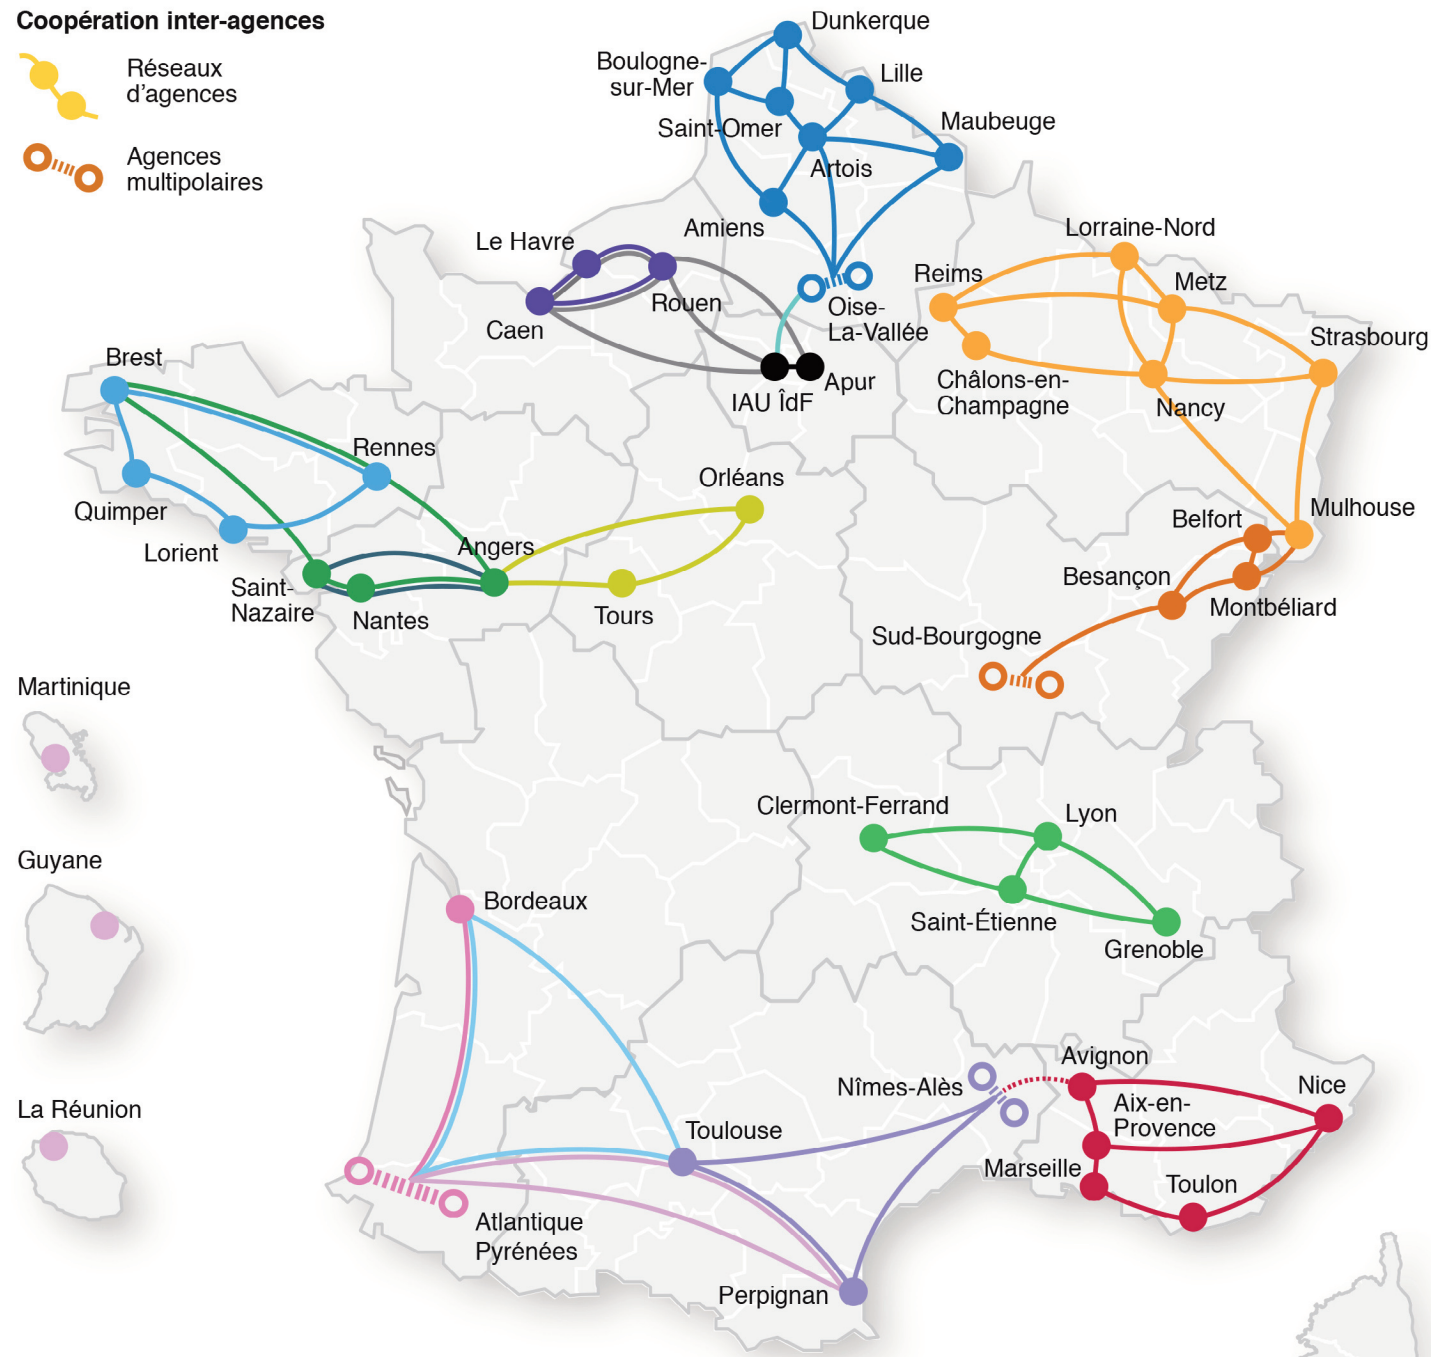 Coopération inter-agences
Réseaux
d'agences
Agences
multipolaires
Dunkerque
Boulogne-
sur-Mer
Lille
Saint-Omer
Maubeuge
Artois
Amiens
Le Havre
Rouen
Caen
Oise-
La-Vallée
IAU ÎdF
Apur
Lorraine-Nord
Reims
Metz
Strasbourg
Châlons-en-
Champagne
Nancy
Brest
Rennes
Quimper
Lorient
Orléans
Angers
Saint-
Nazaire
Nantes
Tours
Mulhouse
Belfort
Besançon
Montbéliard
Sud-Bourgogne
Martinique
Guyane
La Réunion
Clermont-Ferrand
Lyon
Saint-Étienne
Grenoble
Bordeaux
Avignon
Nîmes-Alès
Nice
Aix-en-
Provence
Marseille
Toulon
Toulouse
Atlantique
Pyrénées
Perpignan